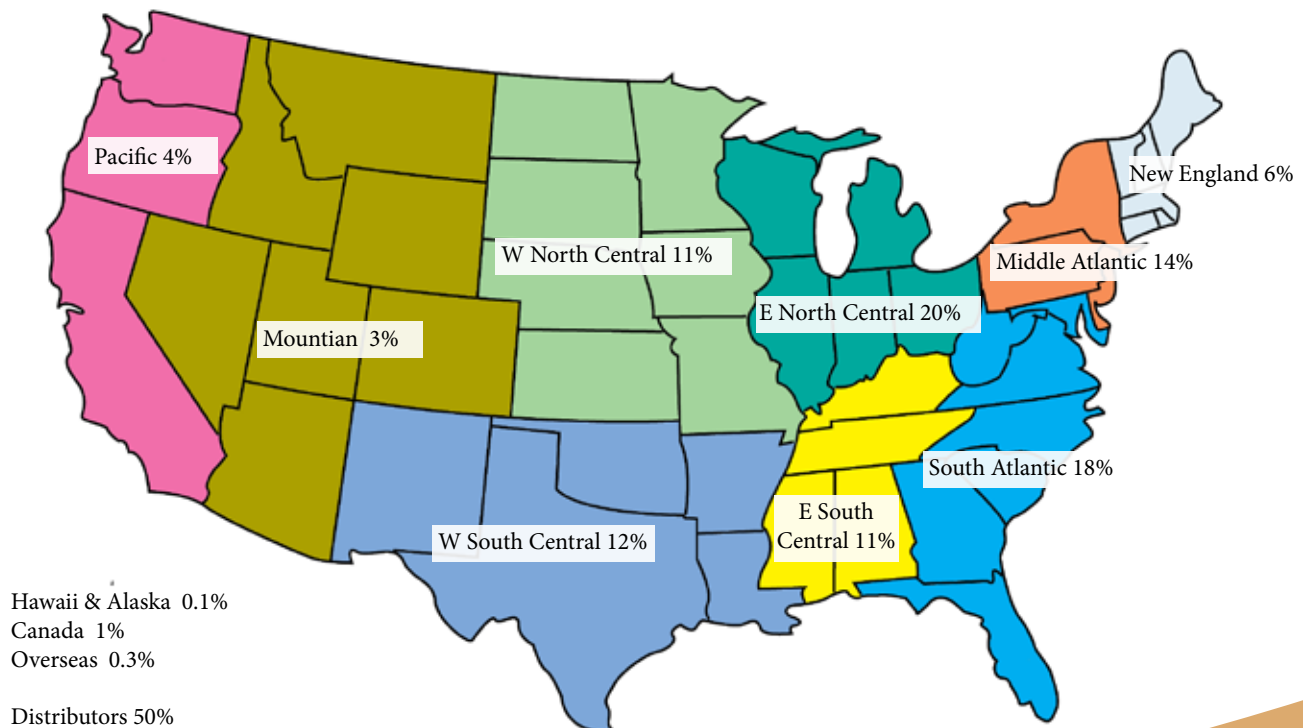 Pacific 4%
New England 6%
W North Central 11%
Middle Atlantic 14%
E North Central 20%
Mountian 3%
South Atlantic 18%
E South
Central 11%
W South Central 12%
Hawaii & Alaska 0.1%
Canada 1%
Overseas 0.3%
Distributors 50%